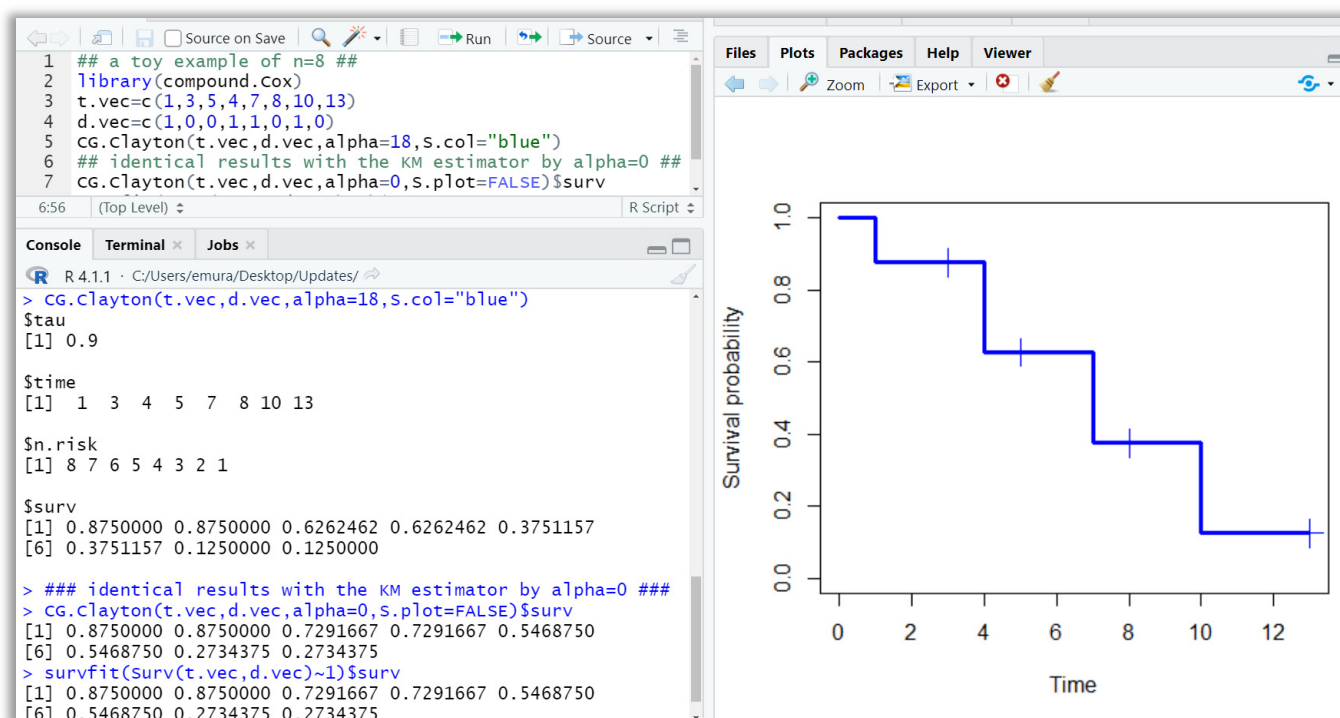 Source on Save
Run
Source
1 ## a toy example of n=8 ##
2 library(compound.Cox)
3 t.vec=c(1,3,5,4,7,8,10,13)
4 d.vec=c(1,0,0,1,1,0,1,0)
5 CG.Clayton(t.vec,d.vec,alpha=18,S.col="blue")
6 ## identical results with the KM estimator by alpha=0 ##
7 CG.Clayton(t.vec,d.vec,alpha=0,S.plot=FALSE)$surv
6:56 (Top Level) R Script
Console Terminal Jobs
R R 4.1.1 · C:/Users/emura/Desktop/Updates/
> CG.Clayton(t.vec,d.vec,alpha=18,S.col="blue")
$tau
[1] 0.9
$time
[1]  1  3  4  5  7  8 10 13
$n.risk
[1] 8 7 6 5 4 3 2 1
$surv
[1] 0.8750000 0.8750000 0.6262462 0.6262462 0.3751157
[6] 0.3751157 0.1250000 0.1250000
> ### identical results with the KM estimator by alpha=0 ###
> CG.Clayton(t.vec,d.vec,alpha=0,S.plot=FALSE)$surv
[1] 0.8750000 0.8750000 0.7291667 0.7291667 0.5468750
[6] 0.5468750 0.2734375 0.2734375
> survfit(Surv(t.vec,d.vec)~1)$surv
[1] 0.8750000 0.8750000 0.7291667 0.7291667 0.5468750
[6] 0.5468750 0.2734375 0.2734375
Files Plots Packages Help Viewer
Zoom Export
Survival probability
1.0
0.8
0.6
0.4
0.2
0.0
0 2 4 6 8 10 12
Time